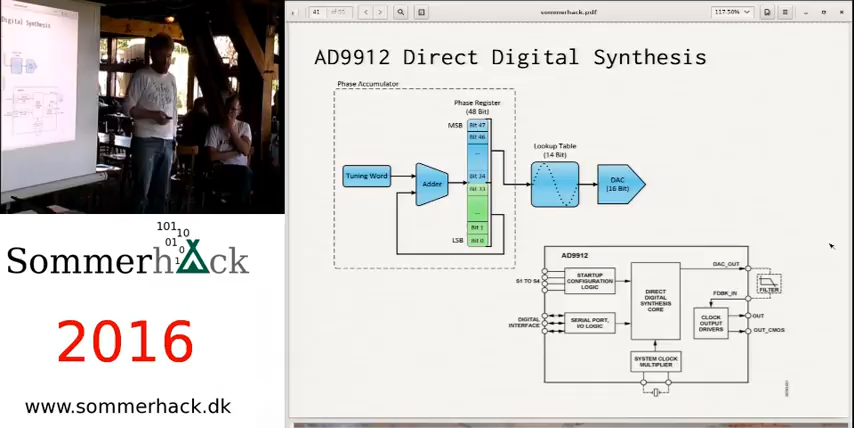 41 of 95
sommerhack.pdf
117.50%
AD9912 Direct Digital Synthesis
Phase Accumulator
Phase Register
(48 Bit)
MSB
Bit 47
Bit 46
...
Bit 34
Bit 33
...
Bit 1
LSB
Bit 0
Tuning Word
Adder
Lookup Table
(14 Bit)
DAC
(16 Bit)
AD9912
S1 TO S4
STARTUP
CONFIGURATION
LOGIC
DIGITAL
INTERFACE
SERIAL PORT,
I/O LOGIC
DIRECT
DIGITAL
SYNTHESIS
CORE
SYSTEM CLOCK
MULTIPLIER
DAC_OUT
FILTER
FDBK_IN
CLOCK
OUTPUT
DRIVERS
OUT
OUT_CMOS
Digital Synthesis
101
10
01
1
0
1
Sommerhack
2016
www.sommerhack.dk